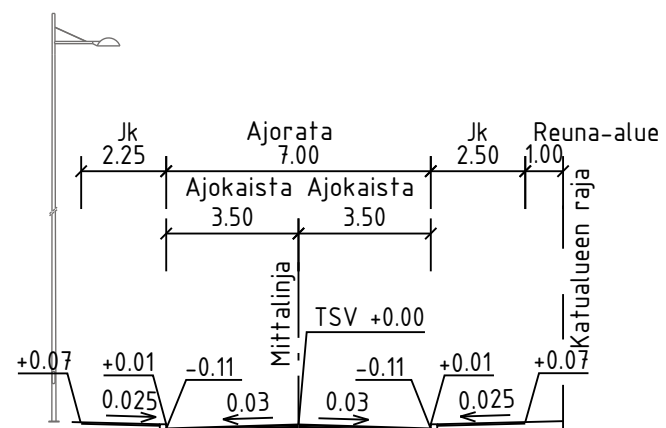 Jk Ajorata Jk Reuna-alue
2.25 7.00 2.50 1.00
Ajokaista Ajokaista
3.50 3.50
Mittalinja
Katualueen raja
TSV +0.00
+0.07 +0.01 -0.11 -0.11 +0.01 +0.07
0.025 0.03 0.03 0.025